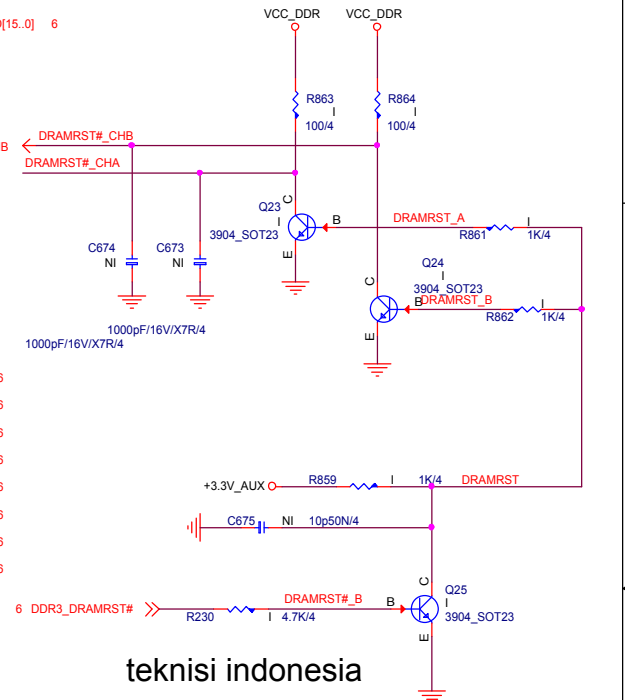 VCC_DDR VCC_DDR
D[15..0] 6
R863 I 100/4
R864 I 100/4
B DRAMRST#_CHB
DRAMRST#_CHA
Q23 I 3904_SOT23
C B E
DRAMRST_A
R861 I 1K/4
C674 NI
C673 NI
Q24 I 3904_SOT23
C B E
DRAMRST_B
R862 I 1K/4
1000pF/16V/X7R/4
1000pF/16V/X7R/4
6
6
6
6
6
6
6
6
+3.3V_AUX R859 I 1K/4 DRAMRST
C675 NI 10p50N/4
6 DDR3_DRAMRST# R230 I 4.7K/4 DRAMRST#_B
B C E
Q25 I 3904_SOT23
teknisi indonesia